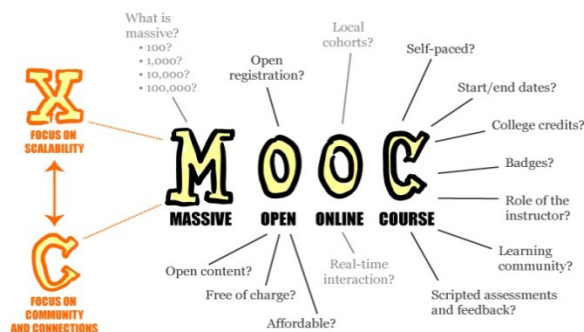 What is
massive?
• 100?
• 1,000?
• 10,000?
• 100,000?
Local
cohorts?
Self-paced?
Open
registration?
Start/end dates?
College credits?
Badges?
Role of the
instructor?
Learning
community?
Scripted assessments
and feedback?
X
FOCUS ON
SCALABILITY
C
FOCUS ON
COMMUNITY
AND CONNECTIONS
MOOC
MASSIVE OPEN ONLINE COURSE
Open content?
Free of charge?
Affordable?
Real-time
interaction?